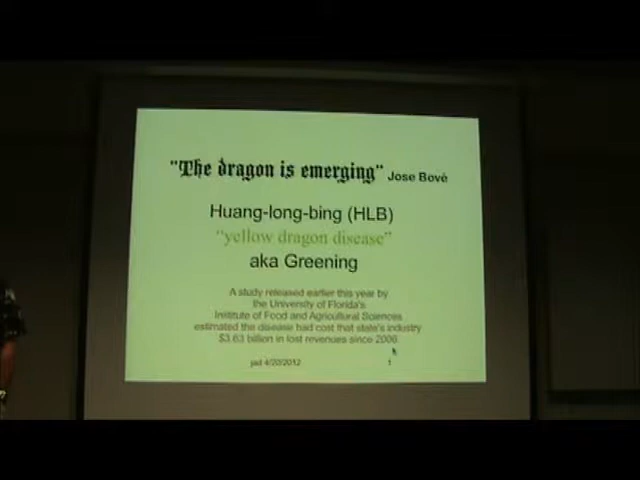 "The dragon is emerging" Jose Bové
Huang-long-bing (HLB)
"yellow dragon disease"
aka Greening
A study released earlier this year by
the University of Florida's
Institute of Food and Agricultural Sciences
estimated the disease had cost that state's industry
$3.63 billion in lost revenues since 2006.
jad 4/20/2012 1